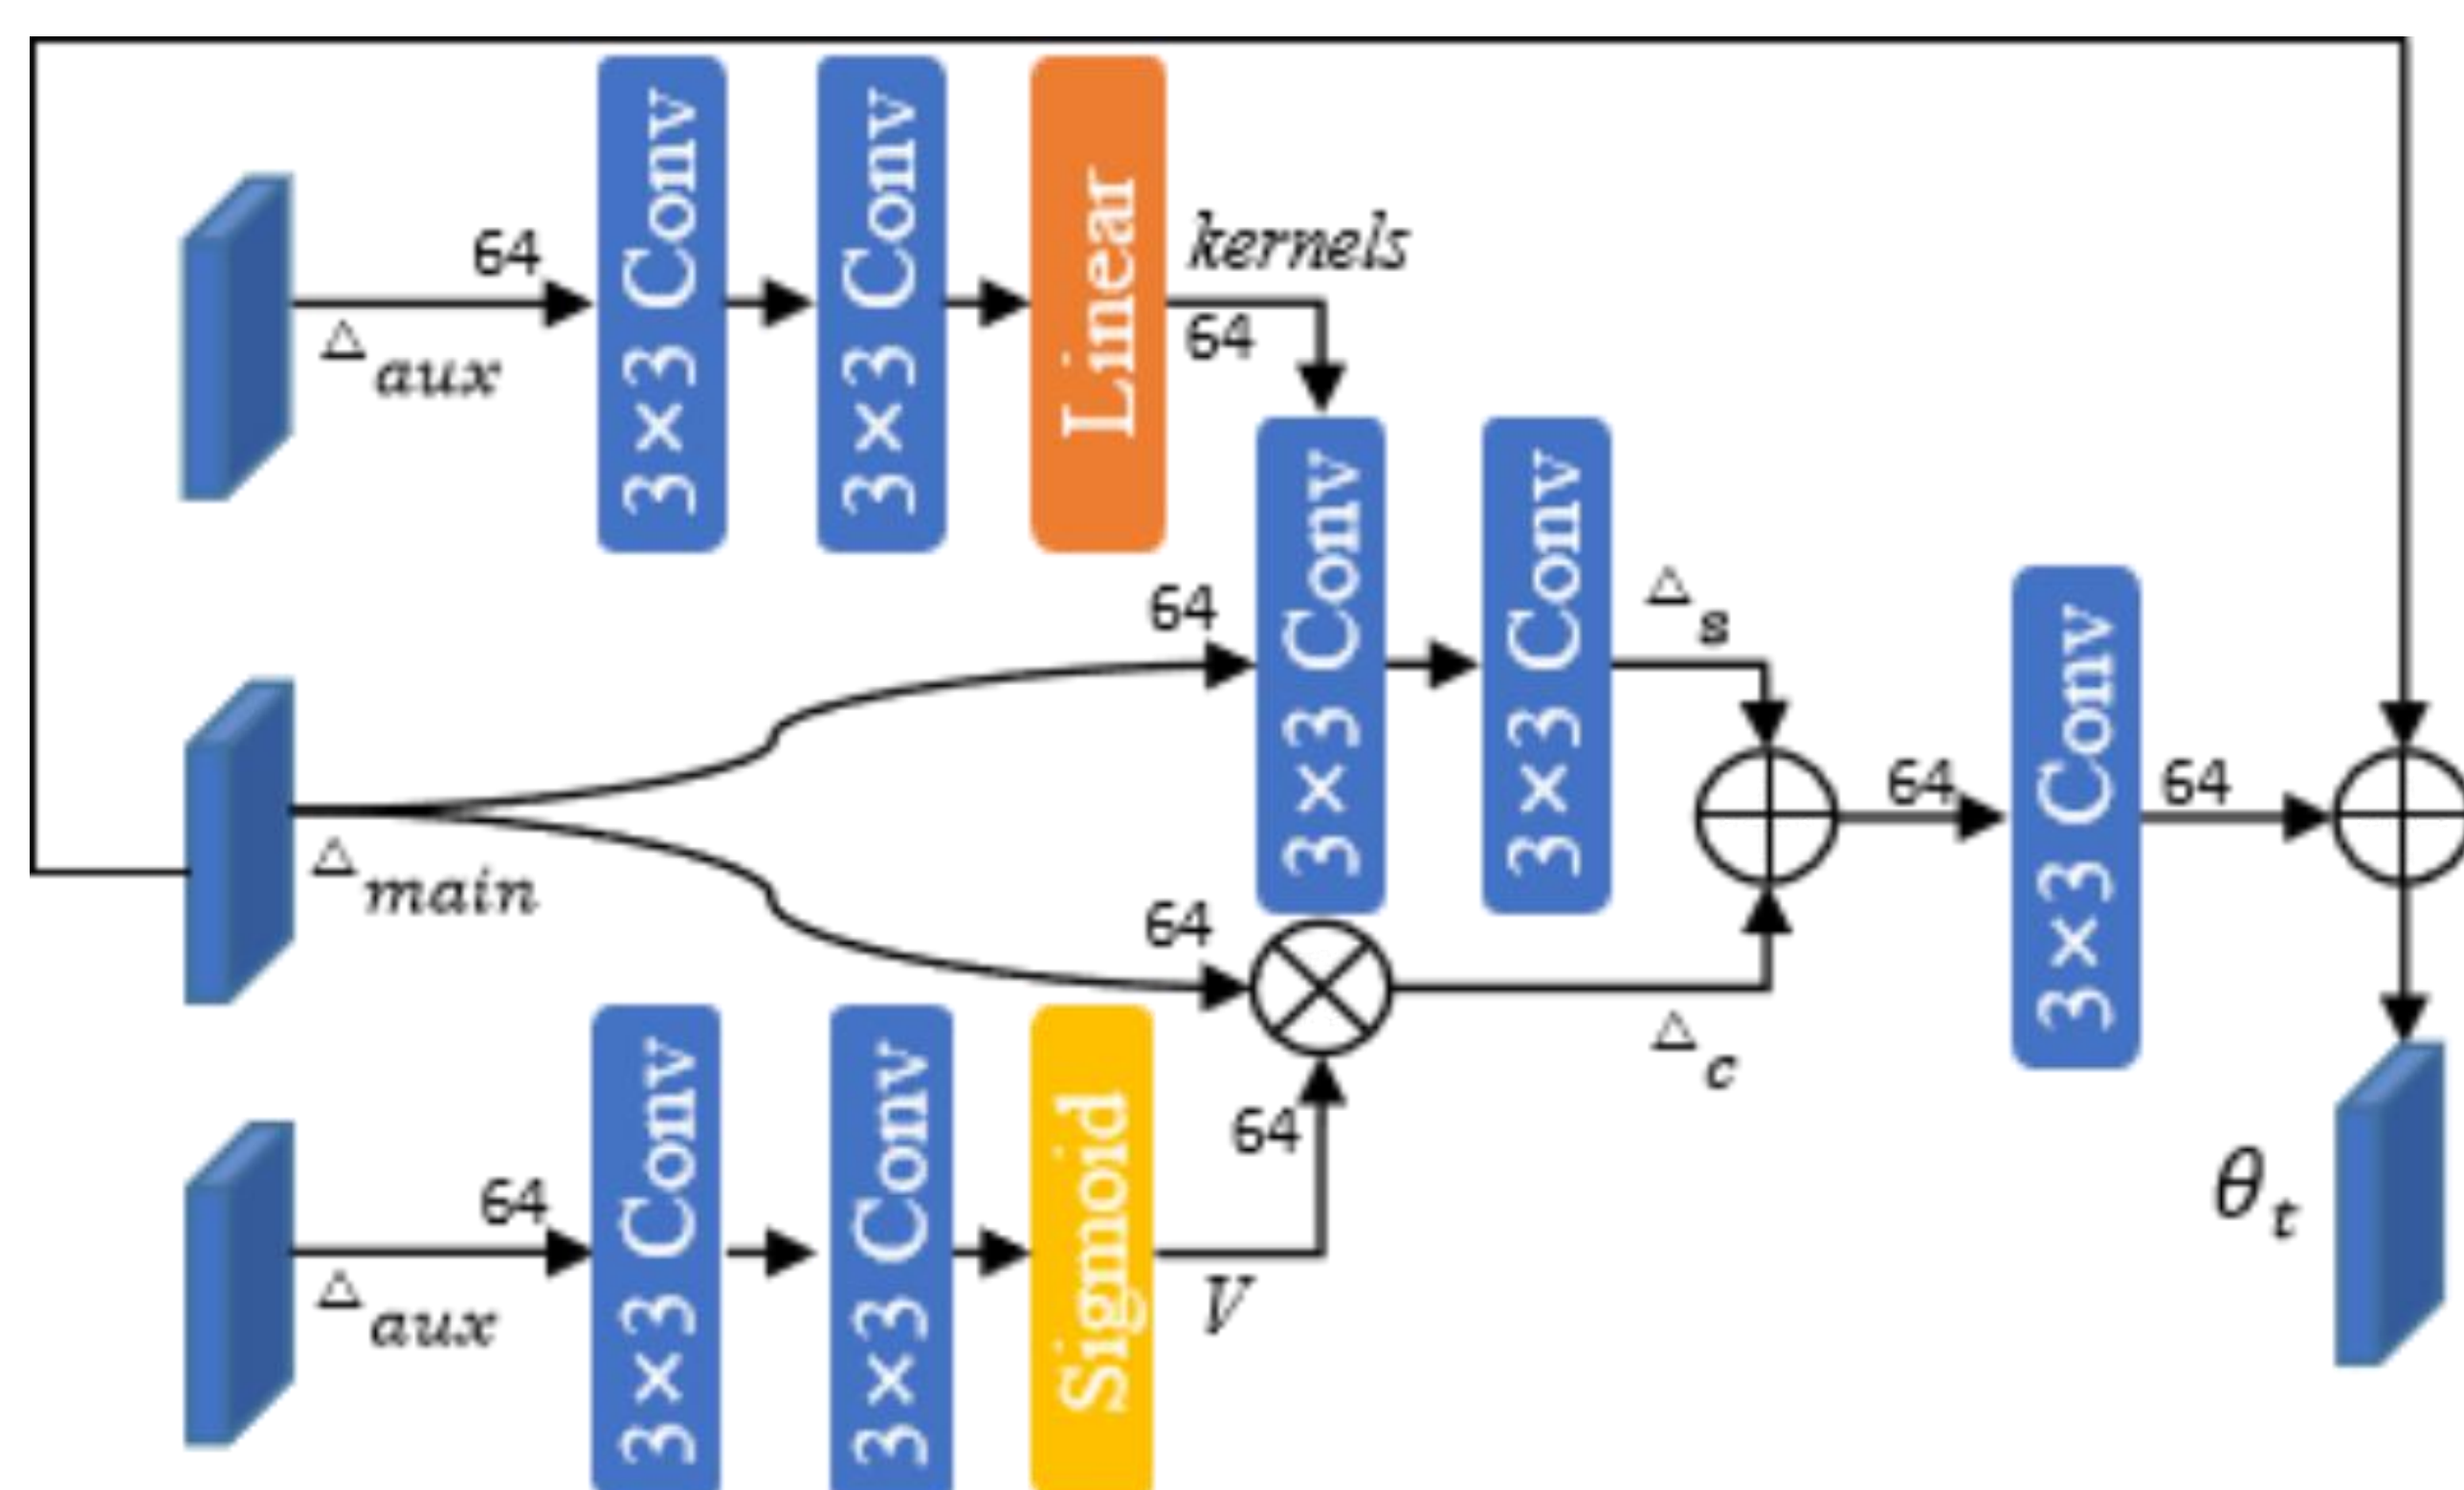 3×3 Conv
3×3 Conv
Linear
64
△aux
kernels
64
3×3 Conv
3×3 Conv
64
△s
△main
64
64
3×3 Conv
64
△c
3×3 Conv
3×3 Conv
Sigmoid
64
△aux
64
V
θt